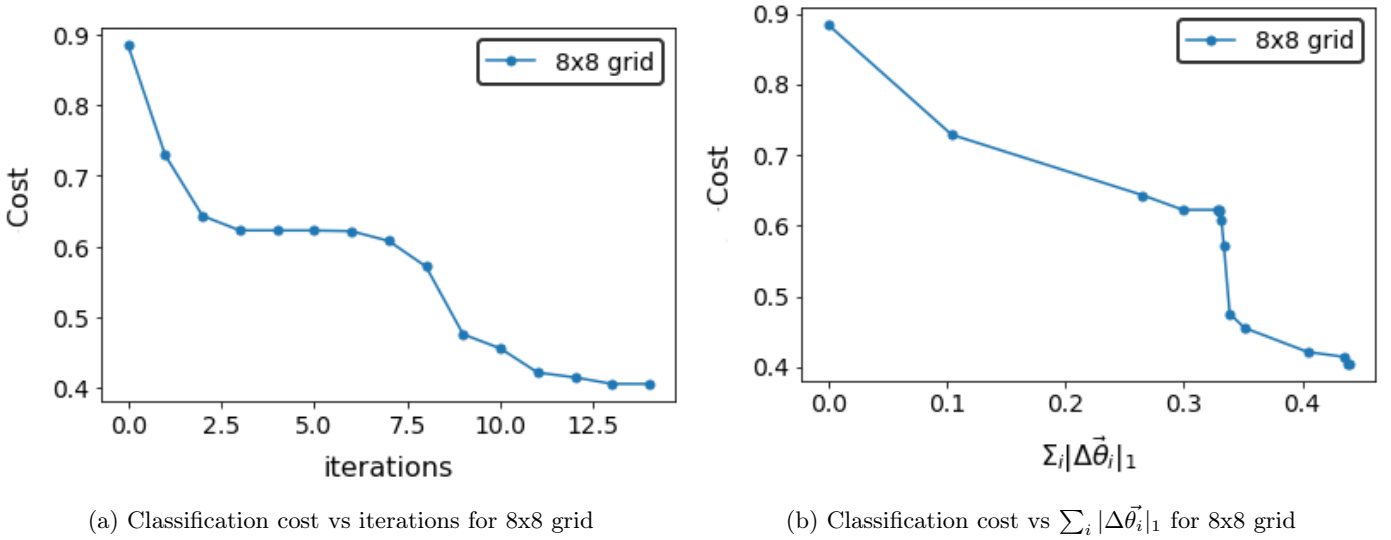 0.9
0.8
0.7
0.6
0.5
0.4
Cost
8x8 grid
0.0 2.5 5.0 7.5 10.0 12.5
iterations
(a) Classification cost vs iterations for 8x8 grid
0.9
0.8
0.7
0.6
0.5
0.4
Cost
8x8 grid
0.0 0.1 0.2 0.3 0.4
Σᵢ|Δθ⃗ᵢ|₁
(b) Classification cost vs ∑ᵢ |Δθ⃗ᵢ|₁ for 8x8 grid